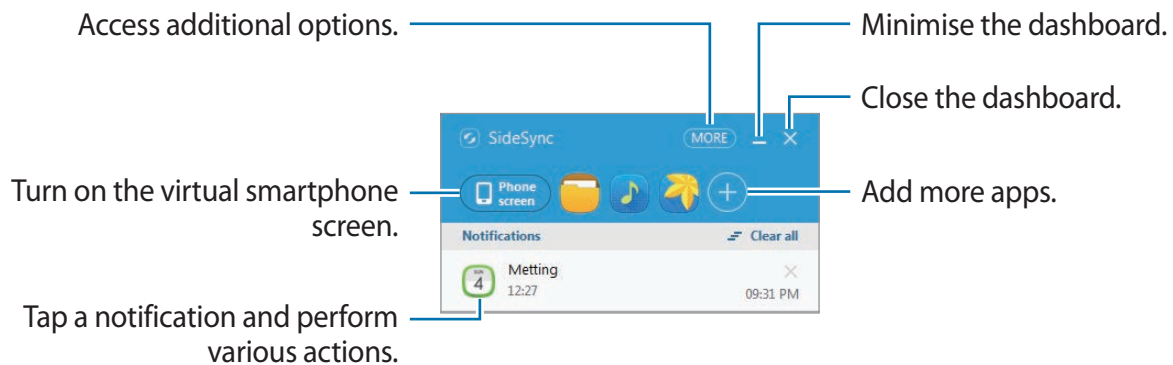 Access additional options.
Minimise the dashboard.
Close the dashboard.
SideSync
MORE
Turn on the virtual smartphone
screen.
Phone
screen
Add more apps.
Notifications
Clear all
SUN
4
Metting
12:27
09:31 PM
Tap a notification and perform
various actions.